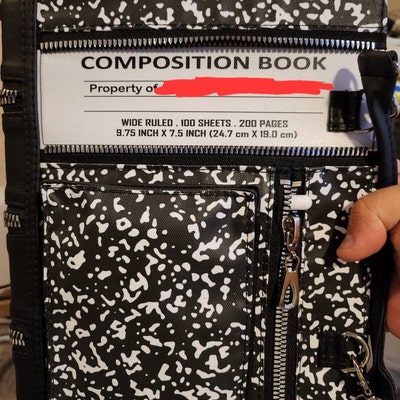 COMPOSITION BOOK
Property of
WIDE RULED . 100 SHEETS . 200 PAGES
9.75 INCH X 7.5 INCH (24.7 cm X 19.0 cm)